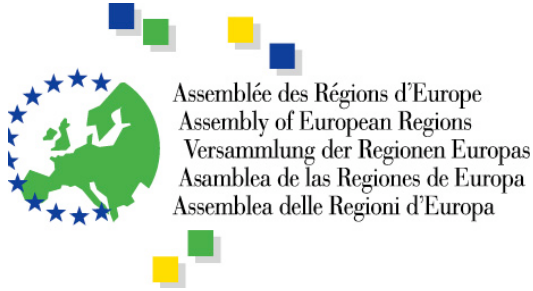 Assemblée des Régions d'Europe
Assembly of European Regions
Versammlung der Regionen Europas
Asamblea de las Regiones de Europa
Assemblea delle Regioni d'Europa